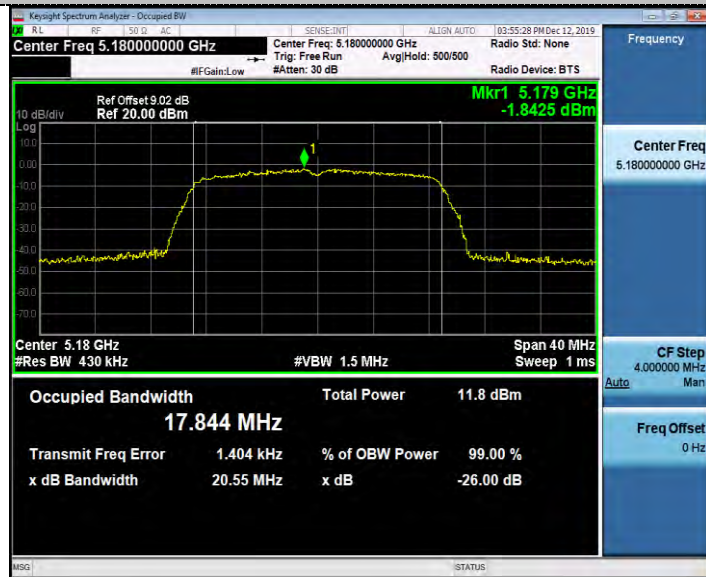 Keysight Spectrum Analyzer - Occupied BW
RL RF 50 Ω AC SENSE:INT ALIGN AUTO 03:55:28 PM Dec 12, 2019
Center Freq 5.180000000 GHz
Center Freq: 5.180000000 GHz Radio Std: None
Trig: Free Run Avg|Hold: 500/500
#IFGain:Low #Atten: 30 dB Radio Device: BTS
Frequency
Ref Offset 9.02 dB
10 dB/div Ref 20.00 dBm
Mkr1 5.179 GHz
-1.8425 dBm
Log
10.0
0.00
-10.0
-20.0
-30.0
-40.0
-50.0
-60.0
-70.0
1
Center Freq
5.180000000 GHz
Center 5.18 GHz Span 40 MHz
#Res BW 430 kHz #VBW 1.5 MHz Sweep 1 ms
CF Step
4.000000 MHz
Auto Man
Occupied Bandwidth Total Power 11.8 dBm
17.844 MHz
Freq Offset
0 Hz
Transmit Freq Error 1.404 kHz % of OBW Power 99.00 %
x dB Bandwidth 20.55 MHz x dB -26.00 dB
MSG STATUS